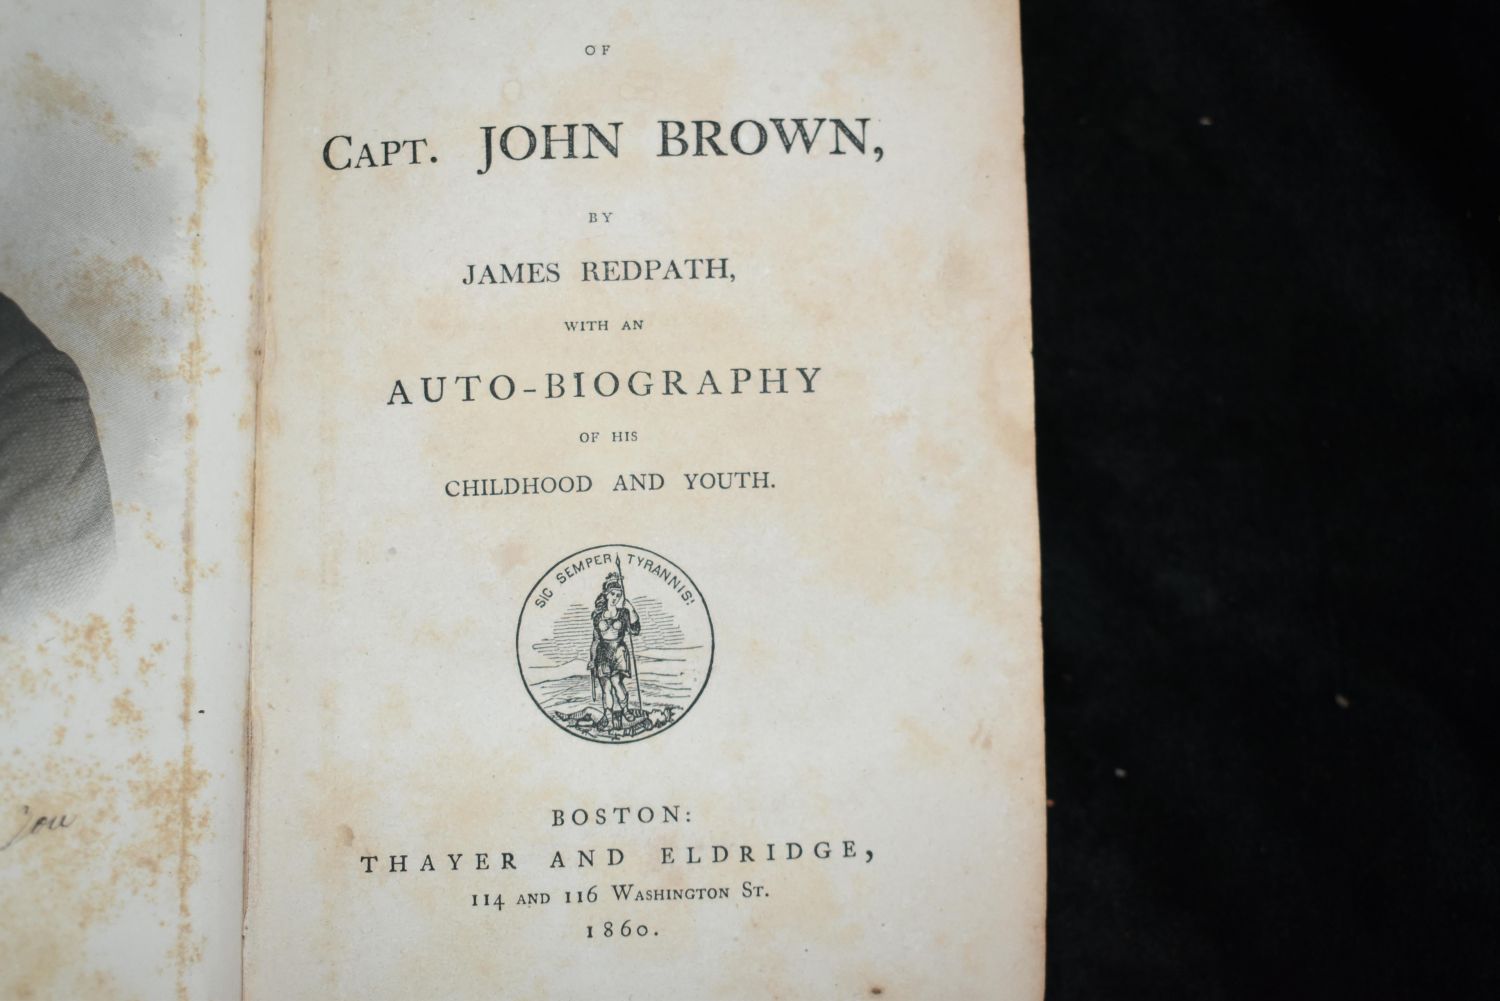 OF
CAPT. JOHN BROWN,
BY
JAMES REDPATH,
WITH AN
AUTO-BIOGRAPHY
OF HIS
CHILDHOOD AND YOUTH.
SIC SEMPER TYRANNIS!
BOSTON:
THAYER AND ELDRIDGE,
114 AND 116 WASHINGTON ST.
1860.